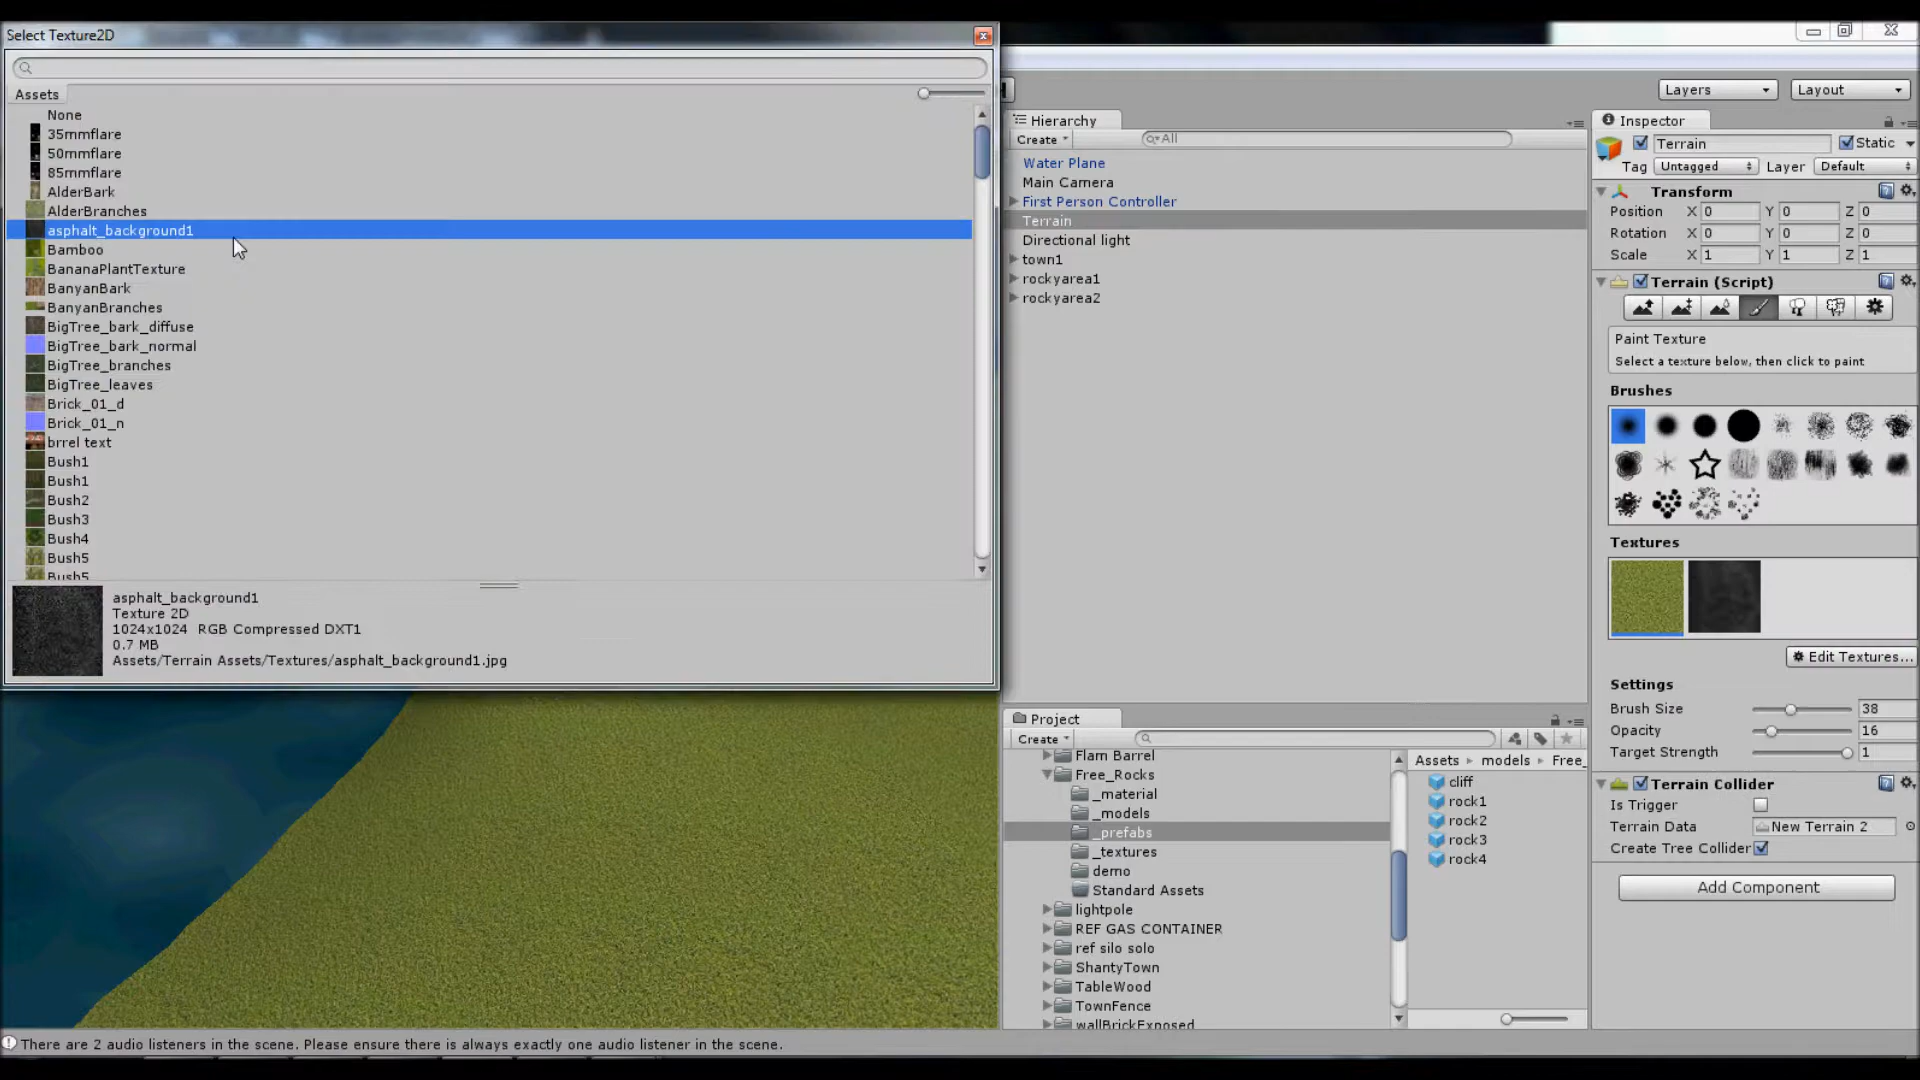 Select Texture2D
Assets
None
35mmflare
50mmflare
85mmflare
AlderBark
AlderBranches
asphalt_background1
Bamboo
BananaPlantTexture
BanyanBark
BanyanBranches
BigTree_bark_diffuse
BigTree_bark_normal
BigTree_branches
BigTree_leaves
Brick_01_d
Brick_01_n
brrel text
Bush1
Bush1
Bush2
Bush3
Bush4
Bush5
Bush5
asphalt_background1
Texture 2D
1024x1024 RGB Compressed DXT1
0.7 MB
Assets/Terrain Assets/Textures/asphalt_background1.jpg
Layers
Layout
Hierarchy
Create
All
Water Plane
Main Camera
First Person Controller
Terrain
Directional light
town1
rockyarea1
rockyarea2
Project
Create
Flam Barrel
Free_Rocks
_material
_models
_prefabs
_textures
demo
Standard Assets
lightpole
REF GAS CONTAINER
ref silo solo
ShantyTown
TableWood
TownFence
wallBrickExposed
Assets models Free_
cliff
rock1
rock2
rock3
rock4
Inspector
Terrain Static
Tag Untagged Layer Default
Transform
Position X 0 Y 0 Z 0
Rotation X 0 Y 0 Z 0
Scale X 1 Y 1 Z 1
Terrain (Script)
Paint Texture
Select a texture below, then click to paint
Brushes
Textures
Edit Textures...
Settings
Brush Size 38
Opacity 16
Target Strength 1
Terrain Collider
Is Trigger
Terrain Data New Terrain 2
Create Tree Collider
Add Component
There are 2 audio listeners in the scene. Please ensure there is always exactly one audio listener in the scene.